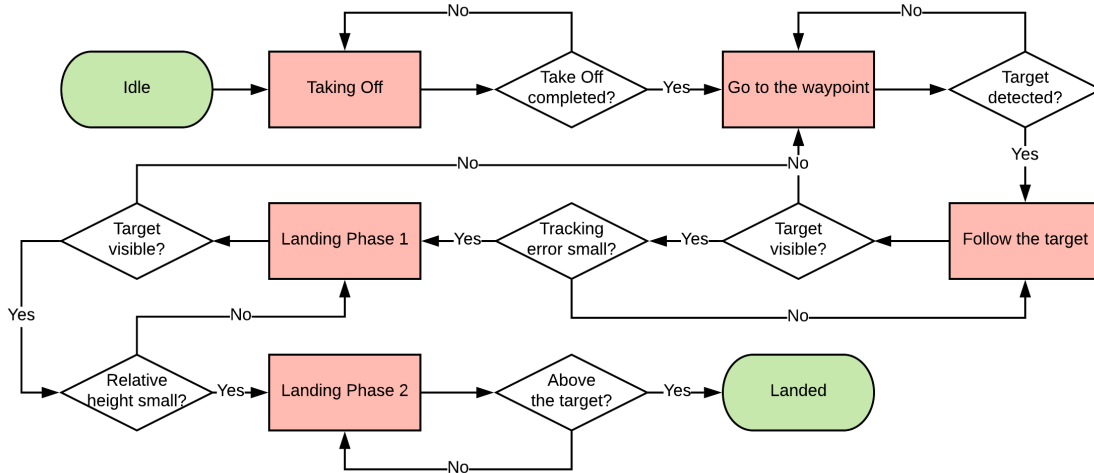 No
No
Idle
Taking Off
Take Off
completed?
Yes
Go to the waypoint
Target
detected?
Yes
No
No
Target
visible?
Landing Phase 1
Yes
Tracking
error small?
Yes
Target
visible?
Follow the target
Yes
No
No
Relative
height small?
Yes
Landing Phase 2
Above
the target?
Yes
Landed
No